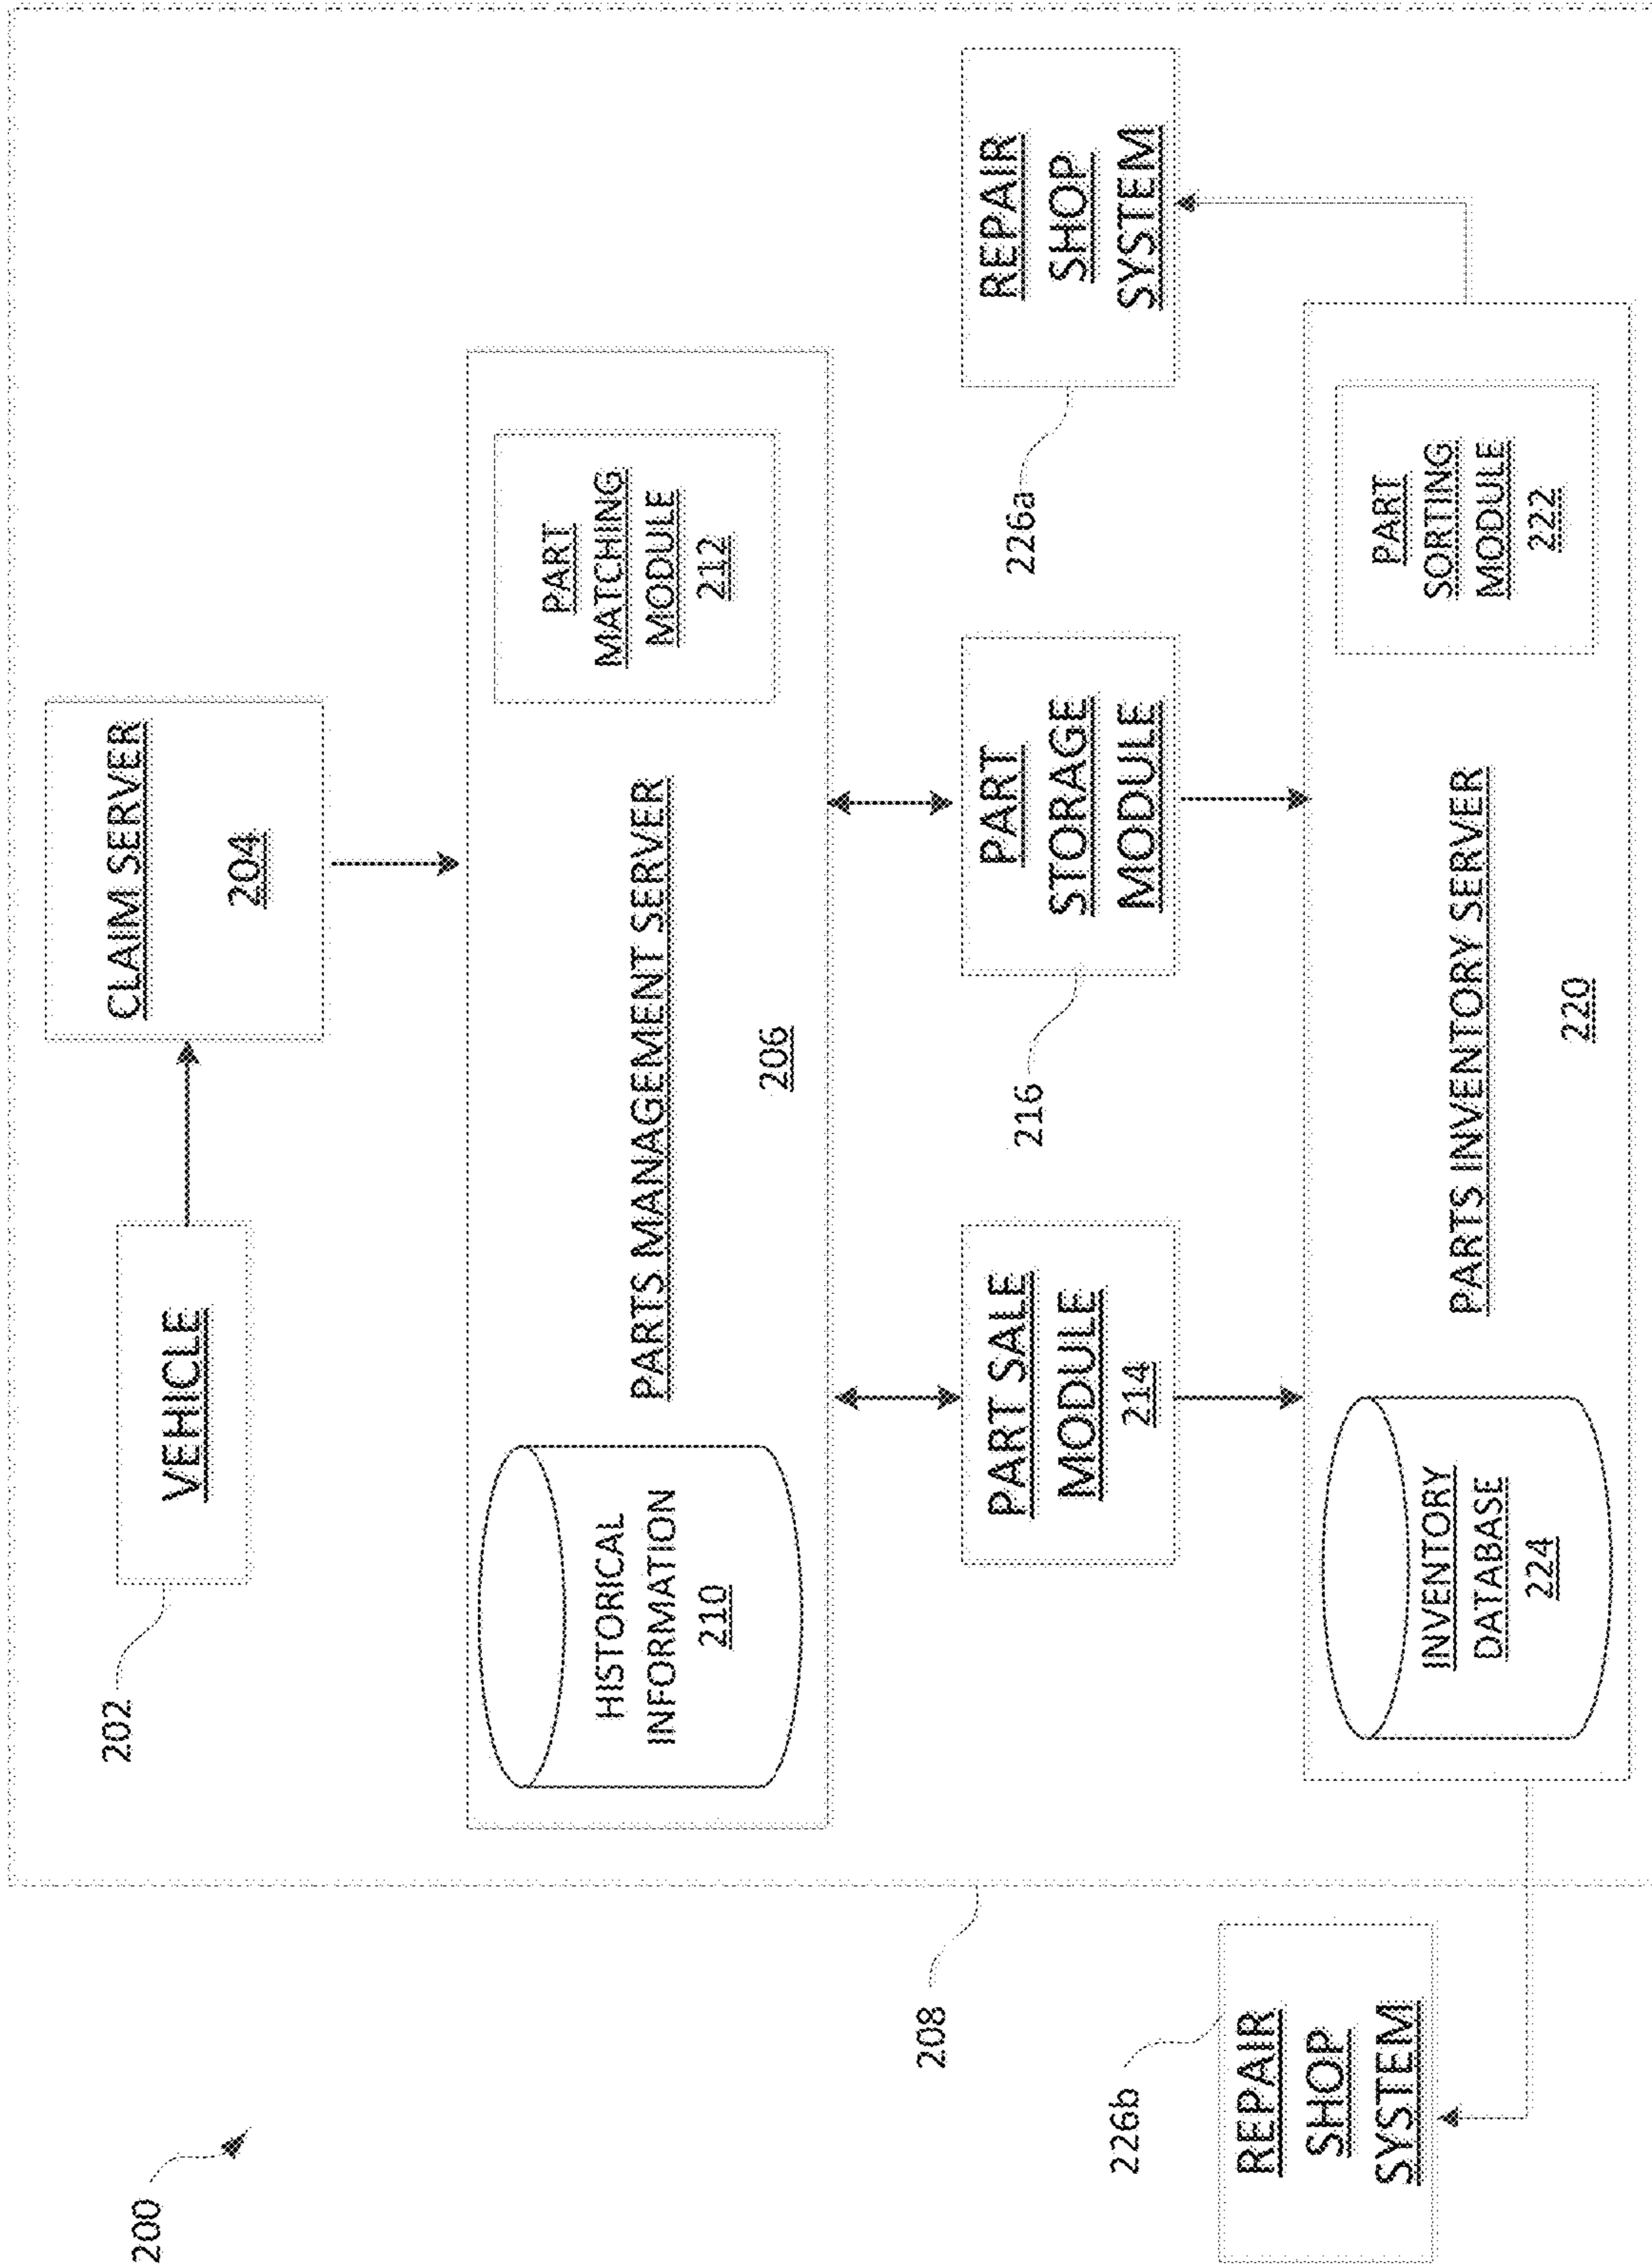 200
202
VEHICLE
CLAIM SERVER
204
HISTORICAL
INFORMATION
210
PARTS MANAGEMENT SERVER
206
PART
MATCHING
MODULE
212
208
PART SALE
MODULE
214
216
PART
STORAGE
MODULE
226a
REPAIR
SHOP
SYSTEM
226b
REPAIR
SHOP
SYSTEM
INVENTORY
DATABASE
224
PARTS INVENTORY SERVER
220
PART
SORTING
MODULE
222